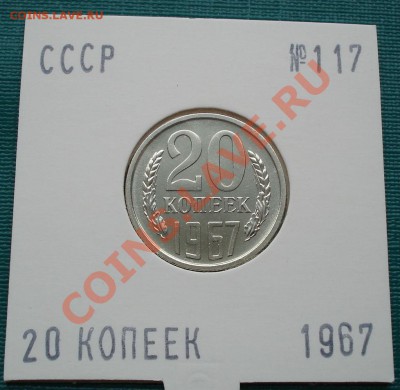 COINS.LAVE.RU
СССР №117
20
КОПЕЕК
1967
20 КОПЕЕК 1967
COINS.LAVE.RU